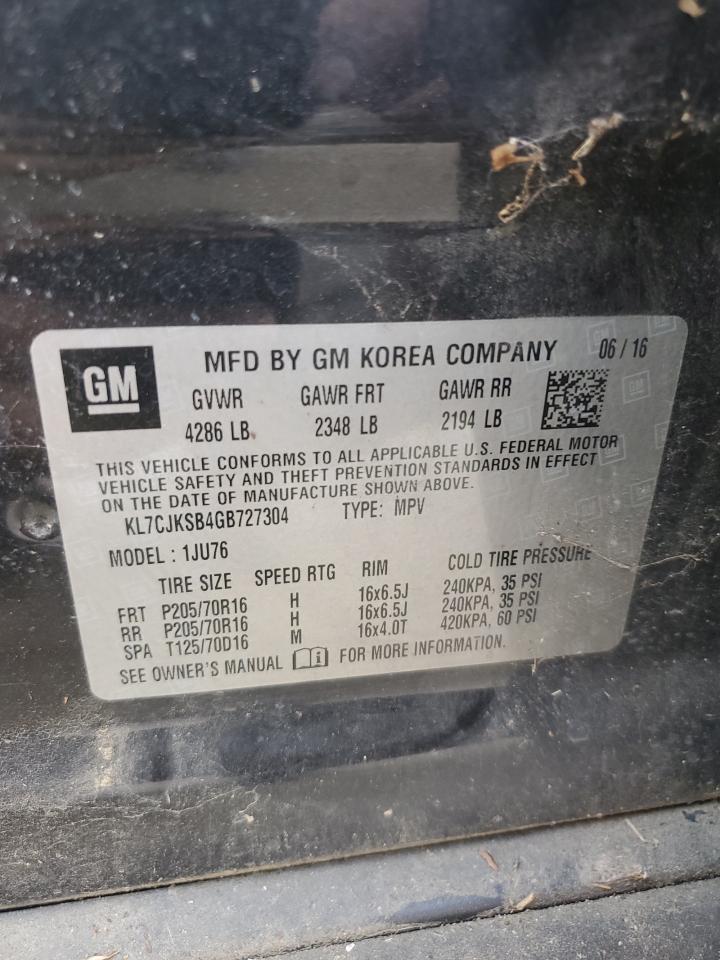 GM
MFD BY GM KOREA COMPANY 06 / 16
GVWR GAWR FRT GAWR RR
4286 LB 2348 LB 2194 LB
THIS VEHICLE CONFORMS TO ALL APPLICABLE U.S. FEDERAL MOTOR
VEHICLE SAFETY AND THEFT PREVENTION STANDARDS IN EFFECT
ON THE DATE OF MANUFACTURE SHOWN ABOVE.
KL7CJKSB4GB727304 TYPE: MPV
MODEL : 1JU76
TIRE SIZE SPEED RTG RIM COLD TIRE PRESSURE
FRT P205/70R16 H 16x6.5J 240KPA, 35 PSI
RR P205/70R16 H 16x6.5J 240KPA, 35 PSI
SPA T125/70D16 M 16x4.0T 420KPA, 60 PSI
SEE OWNER'S MANUAL i FOR MORE INFORMATION.